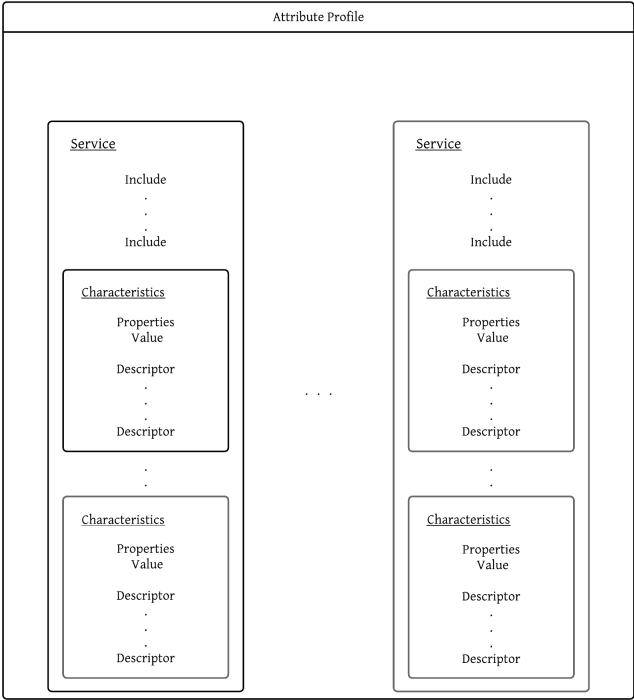 Attribute Profile
Service
Include
.
.
.
Include
Characteristics
Properties
Value
Descriptor
.
.
.
Descriptor
.
.
Characteristics
Properties
Value
Descriptor
.
.
.
Descriptor
. . .
Service
Include
.
.
.
Include
Characteristics
Properties
Value
Descriptor
.
.
.
Descriptor
.
.
Characteristics
Properties
Value
Descriptor
.
.
.
Descriptor